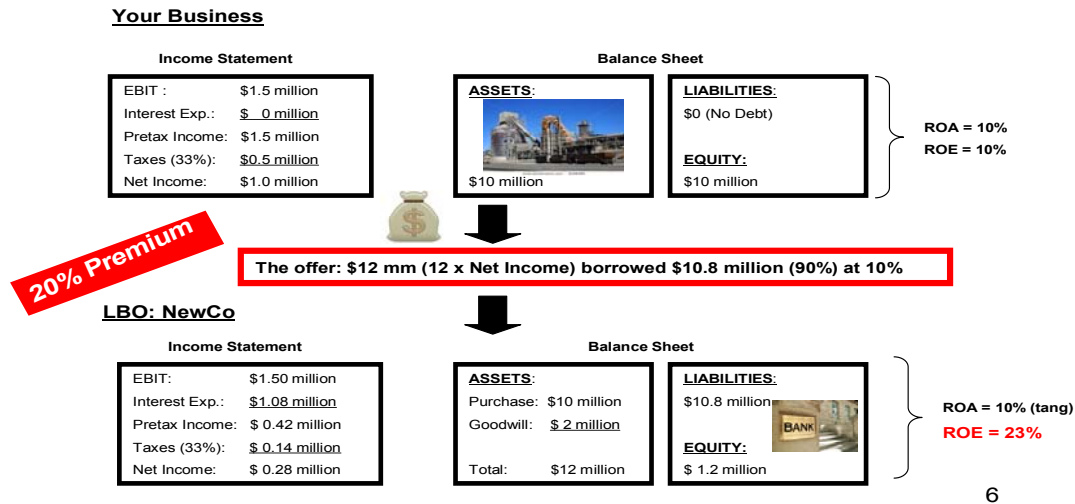 Your Business
Income Statement
EBIT : $1.5 million
Interest Exp.: $ 0 million
Pretax Income: $1.5 million
Taxes (33%): $0.5 million
Net Income: $1.0 million
Balance Sheet
ASSETS:
$10 million
LIABILITIES:
$0 (No Debt)
EQUITY:
$10 million
ROA = 10%
ROE = 10%
$
20% Premium
The offer: $12 mm (12 x Net Income) borrowed $10.8 million (90%) at 10%
LBO: NewCo
Income Statement
EBIT: $1.50 million
Interest Exp.: $1.08 million
Pretax Income: $ 0.42 million
Taxes (33%): $ 0.14 million
Net Income: $ 0.28 million
Balance Sheet
ASSETS:
Purchase: $10 million
Goodwill: $ 2 million
Total: $12 million
LIABILITIES:
$10.8 million
BANK
EQUITY:
$ 1.2 million
ROA = 10% (tang)
ROE = 23%
6